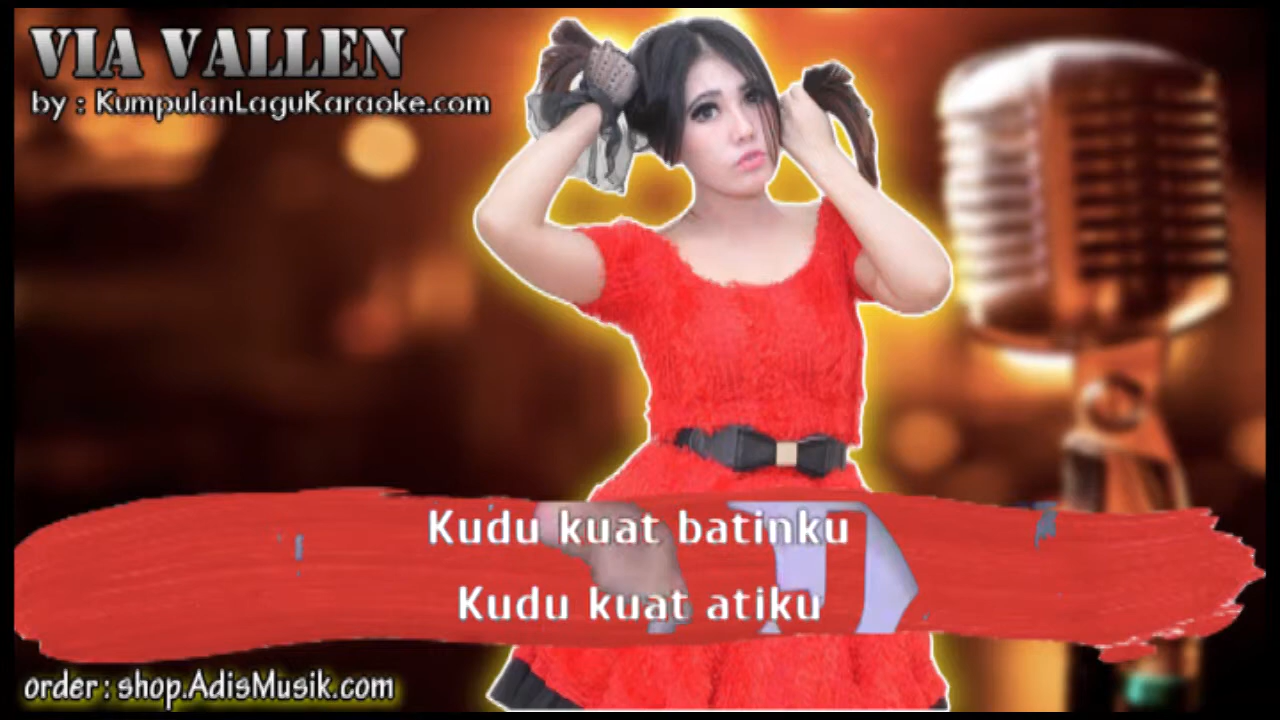 VIA VALLEN
by : KumpulanLaguKaraoke.com
Kudu kuat batinku
Kudu kuat atiku
order : shop.AdisMusik.com